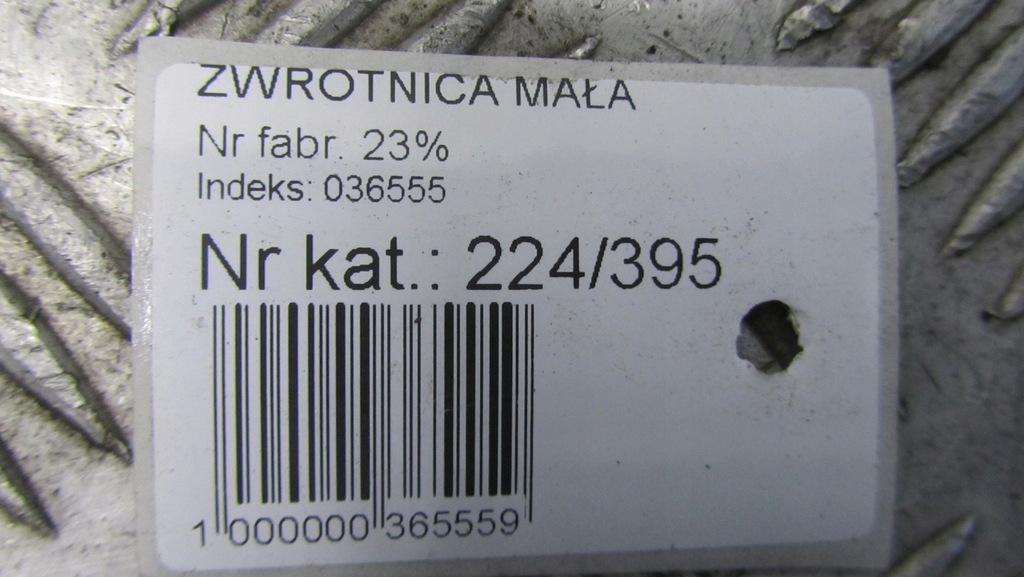 ZWROTNICA MAŁA
Nr fabr. 23%
Indeks: 036555
Nr kat.: 224/395
1 000000 365559